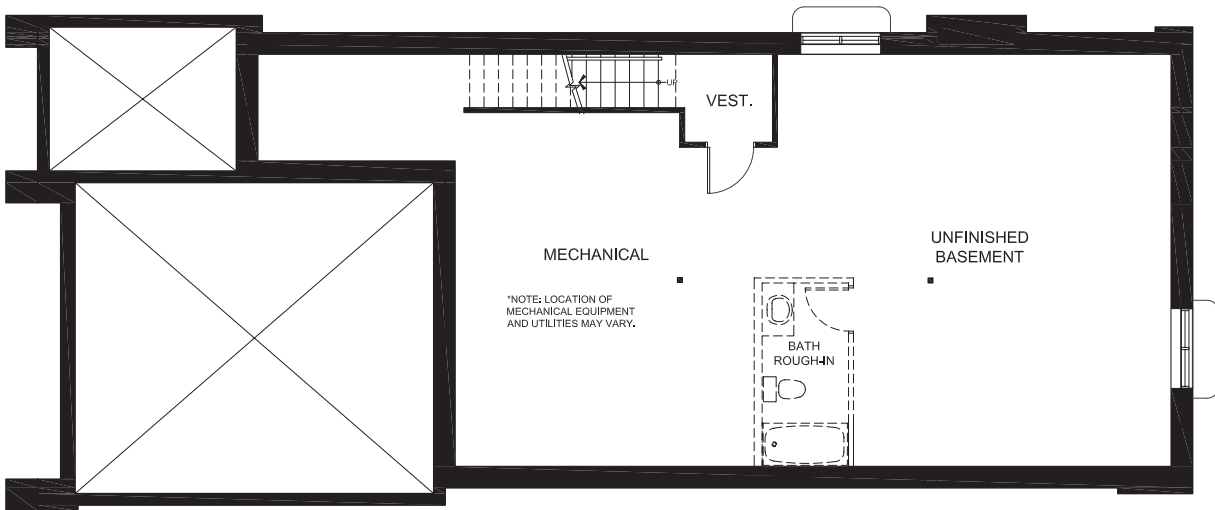 UP
VEST.
MECHANICAL
*NOTE: LOCATION OF
MECHANICAL EQUIPMENT
AND UTILITIES MAY VARY.
UNFINISHED
BASEMENT
BATH
ROUGH-IN